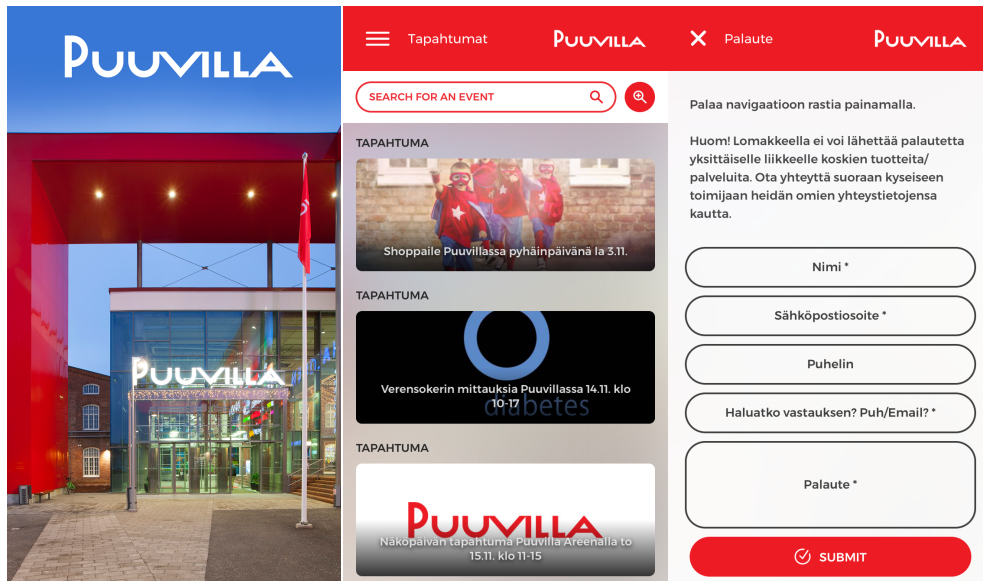 PUUVILLA
PUUVILLA
Tapahtumat
PUUVILLA
SEARCH FOR AN EVENT
TAPAHTUMA
Shoppaile Puuvillassa pyhäinpäivänä la 3.11.
TAPAHTUMA
Verensokerin mittauksia Puuvillassa 14.11. klo
10-17
diabetes
TAPAHTUMA
PUUVILLA
Näköpäivän tapahtuma Puuvilla Areenalla to
15.11. klo 11-15
Palaute
PUUVILLA
Palaa navigaatioon rastia painamalla.
Huom! Lomakkeella ei voi lähettää palautetta
yksittäiselle liikkeelle koskien tuotteita/
palveluita. Ota yhteyttä suoraan kyseiseen
toimijaan heidän omien yhteystietojensa
kautta.
Nimi *
Sähköpostiosoite *
Puhelin
Haluatko vastauksen? Puh/Email? *
Palaute *
SUBMIT